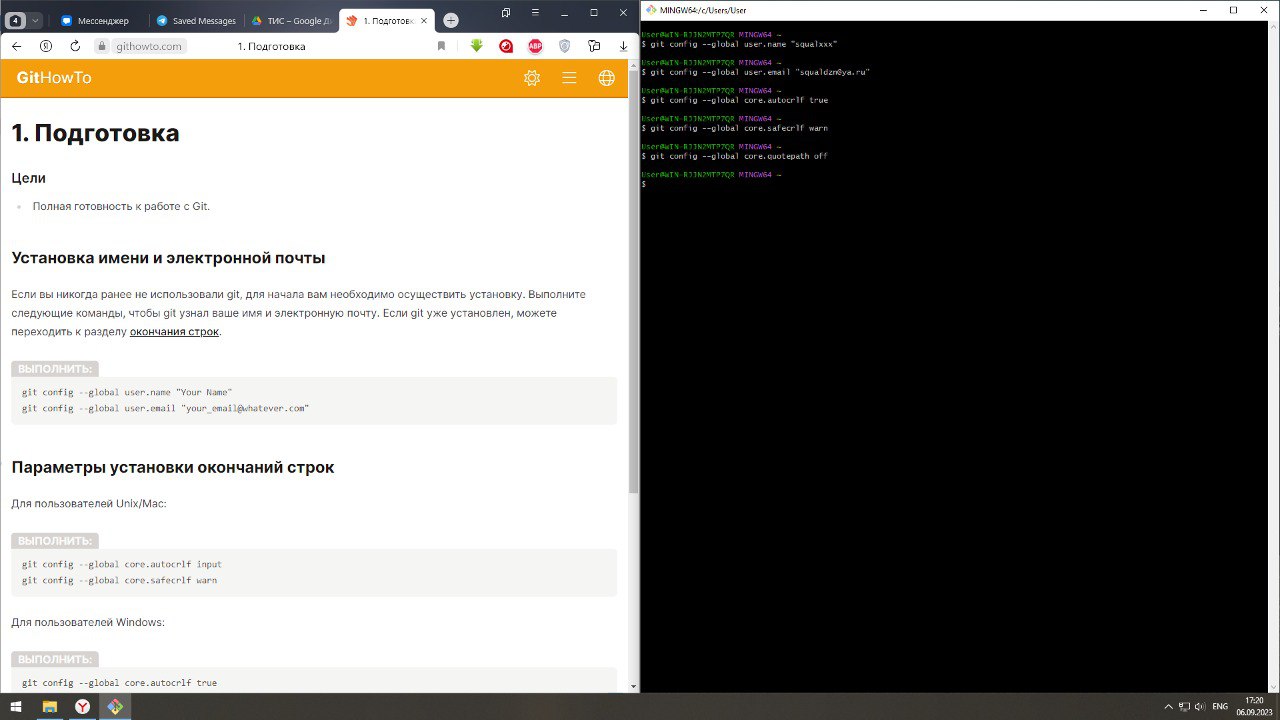 4
Мессенджер
Saved Messages
ТИС – Google Д
1. Подготовк
githowto.com
1. Подготовка
ABP
GitHowTo
1. Подготовка
Цели
Полная готовность к работе с Git.
Установка имени и электронной почты
Если вы никогда ранее не использовали git, для начала вам необходимо осуществить установку. Выполните
следующие команды, чтобы git узнал ваше имя и электронную почту. Если git уже установлен, можете
переходить к разделу окончания строк.
ВЫПОЛНИТЬ:
git config --global user.name "Your Name"
git config --global user.email "your_email@whatever.com"
Параметры установки окончаний строк
Для пользователей Unix/Mac:
ВЫПОЛНИТЬ:
git config --global core.autocrlf input
git config --global core.safecrlf warn
Для пользователей Windows:
ВЫПОЛНИТЬ:
git config --global core.autocrlf true
MINGW64:/c/Users/User
User@WIN-RJJN2MTP7QR MINGW64 ~
$ git config --global user.name "squalxxx"
User@WIN-RJJN2MTP7QR MINGW64 ~
$ git config --global user.email "squaldzm@ya.ru"
User@WIN-RJJN2MTP7QR MINGW64 ~
$ git config --global core.autocrlf true
User@WIN-RJJN2MTP7QR MINGW64 ~
$ git config --global core.safecrlf warn
User@WIN-RJJN2MTP7QR MINGW64 ~
$ git config --global core.quotepath off
User@WIN-RJJN2MTP7QR MINGW64 ~
$
ENG
17:20
06.09.2023